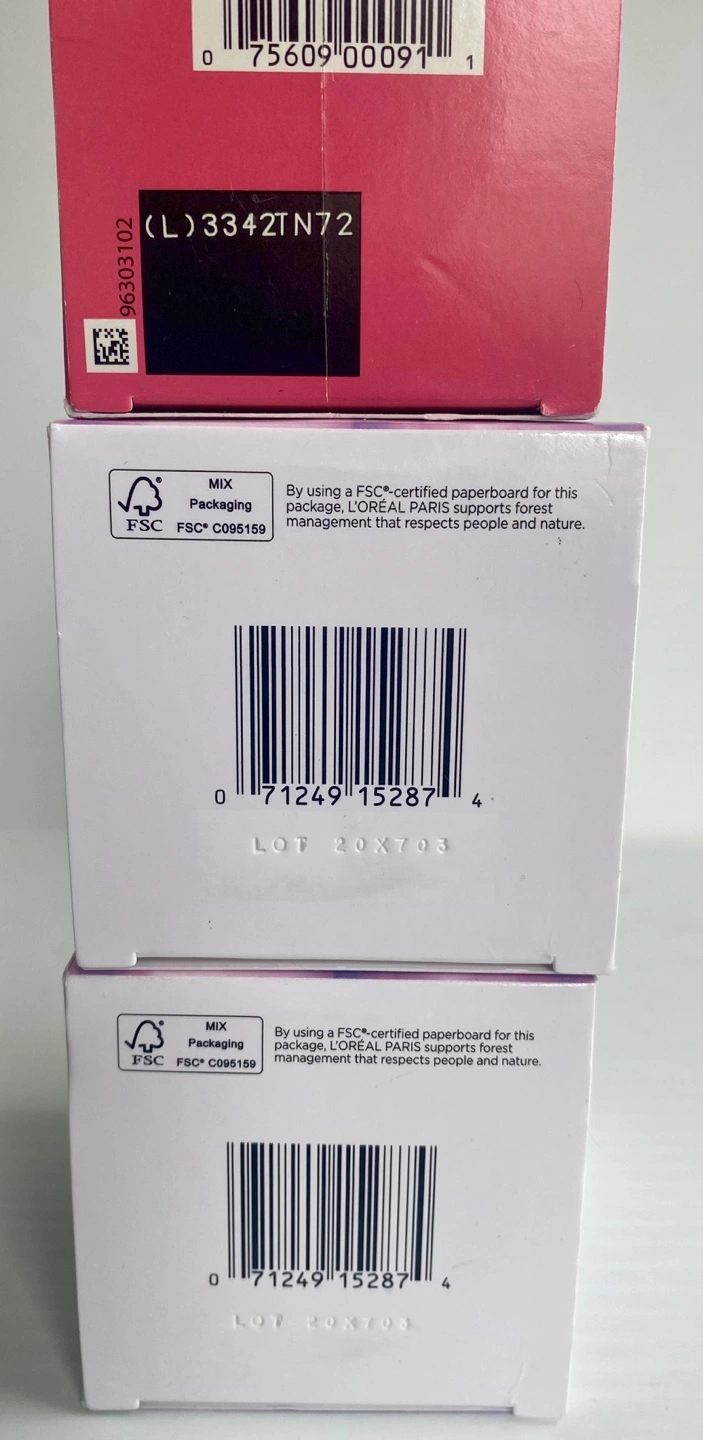 0 75609 00091 1
(L)3342TN72
96303102
FSC®
MIX
Packaging
FSC® C095159
By using a FSC®-certified paperboard for this
package, L'ORÉAL PARIS supports forest
management that respects people and nature.
0 71249 15287 4
LOT 20X703
FSC
MIX
Packaging
FSC® C095159
By using a FSC®-certified paperboard for this
package, L'ORÉAL PARIS supports forest
management that respects people and nature.
0 71249 15287 4
LOT 20X703